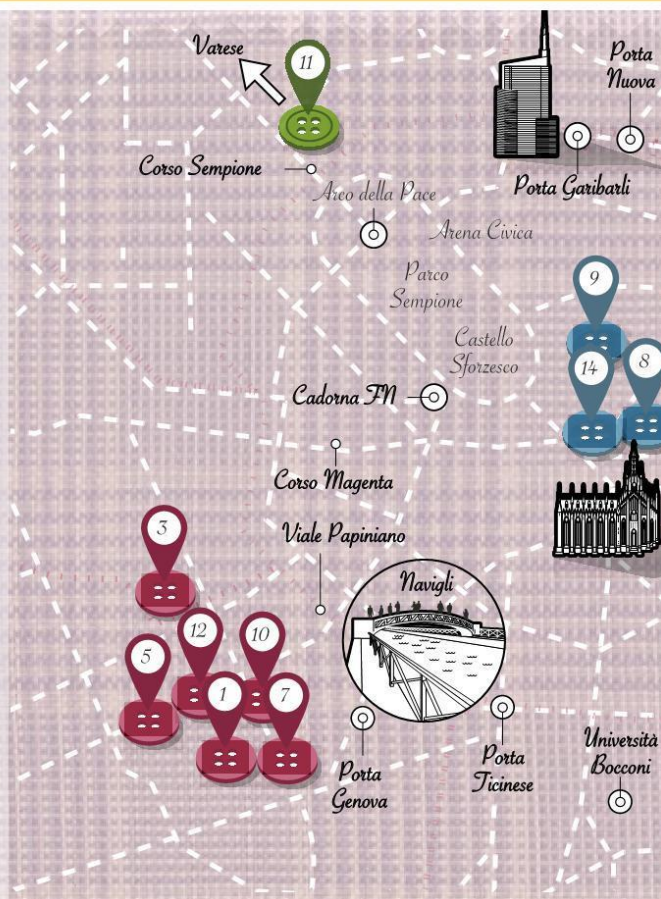 Varese
11
Porta
Nuova
Corso Sempione
Porta Garibarli
Arco della Pace
Arena Civica
Parco
Sempione
9
Castello
Sforzesco
14
8
Cadorna FN
Corso Magenta
3
Viale Papiniano
Navigli
12
10
5
1
7
Porta
Genova
Porta
Ticinese
Università
Bocconi